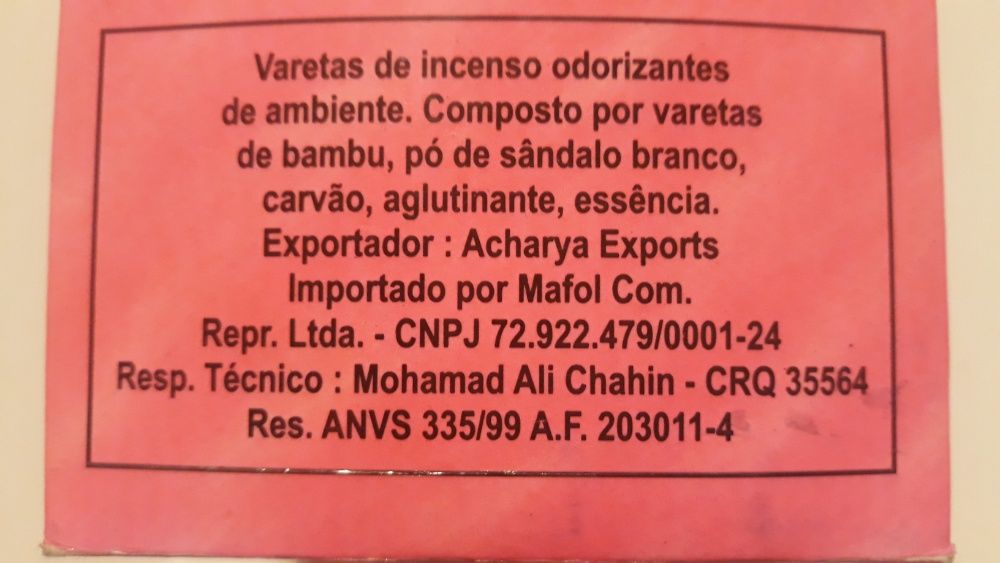 Varetas de incenso odorizantes
de ambiente. Composto por varetas
de bambu, pó de sândalo branco,
carvão, aglutinante, essência.
Exportador : Acharya Exports
Importado por Mafol Com.
Repr. Ltda. - CNPJ 72.922.479/0001-24
Resp. Técnico : Mohamad Ali Chahin - CRQ 35564
Res. ANVS 335/99 A.F. 203011-4